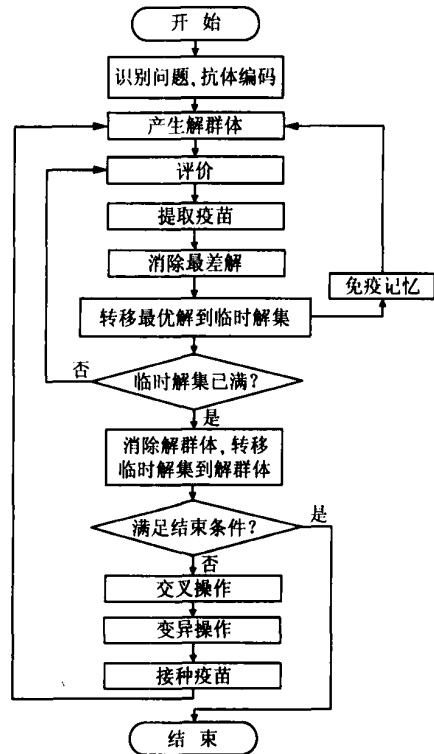 开 始
识别问题,抗体编码
产生解群体
评价
提取疫苗
消除最差解
免疫记忆
转移最优解到临时解集
否
临时解集已满?
是
消除解群体,转移
临时解集到解群体
满足结束条件?
是
否
交叉操作
变异操作
接种疫苗
结 束